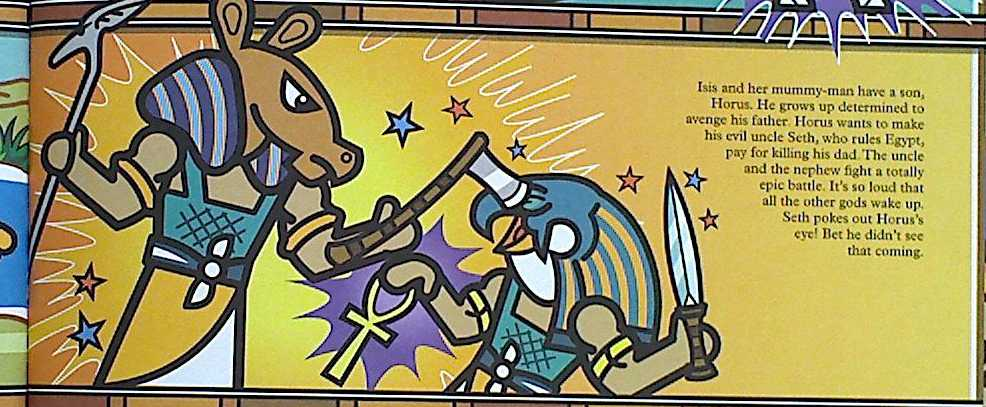 Isis and her mummy-man have a son,
Horus. He grows up determined to
avenge his father. Horus wants to make
his evil uncle Seth, who rules Egypt,
pay for killing his dad. The uncle
and the nephew fight a totally
epic battle. It's so loud that
all the other gods wake up.
Seth pokes out Horus's
eye! Bet he didn't see
that coming.